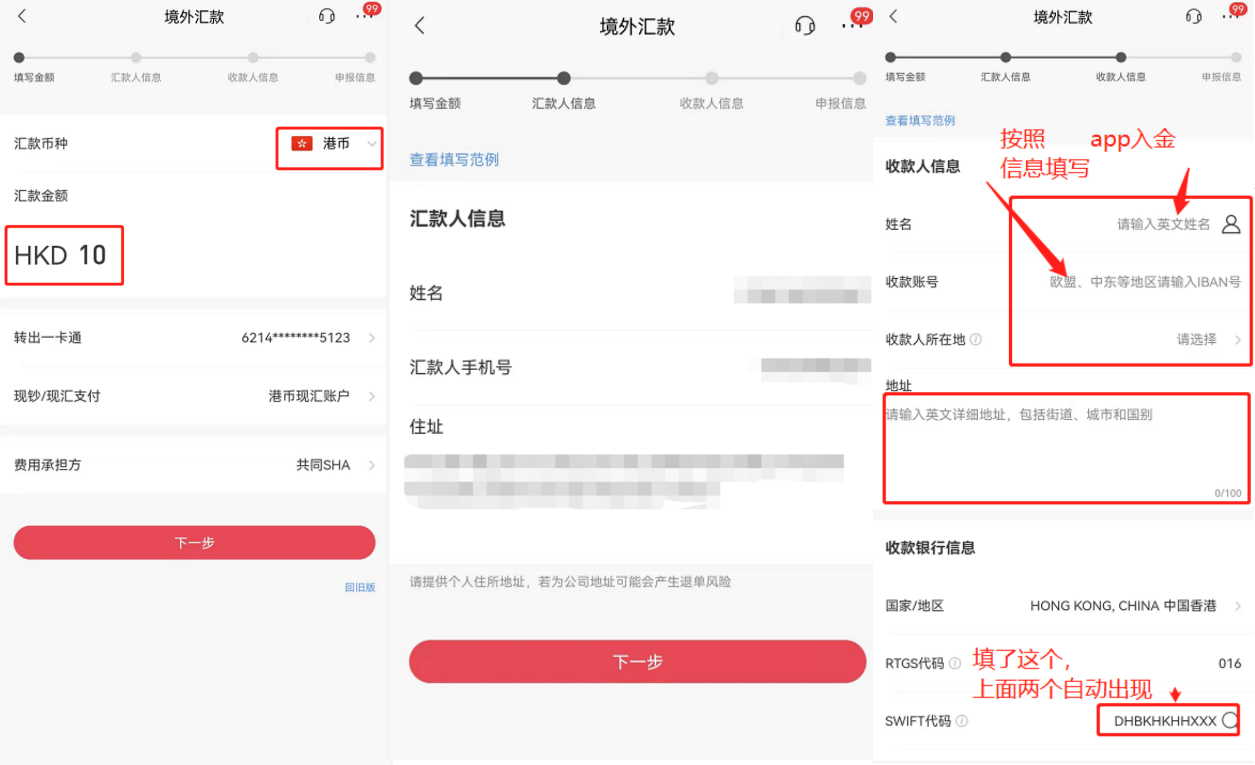 境外汇款
99
填写金额
汇款人信息
收款人信息
申报信息
汇款币种
港币
汇款金额
HKD 10
转出一卡通
6214********5123
现钞/现汇支付
港币现汇账户
费用承担方
共同SHA
下一步
回旧版
境外汇款
99
填写金额
汇款人信息
收款人信息
申报信息
查看填写范例
汇款人信息
姓名
汇款人手机号
住址
请提供个人住所地址，若为公司地址可能会产生退单风险
下一步
境外汇款
99
填写金额
汇款人信息
收款人信息
申报信息
查看填写范例
按照 app入金
信息填写
收款人信息
姓名
请输入英文姓名
收款账号
欧盟、中东等地区请输入IBAN号
收款人所在地
请选择
地址
请输入英文详细地址，包括街道、城市和国别
0/100
收款银行信息
国家/地区
HONG KONG, CHINA 中国香港
RTGS代码
016
填了这个，
上面两个自动出现
SWIFT代码
DHBKHKHHXXX